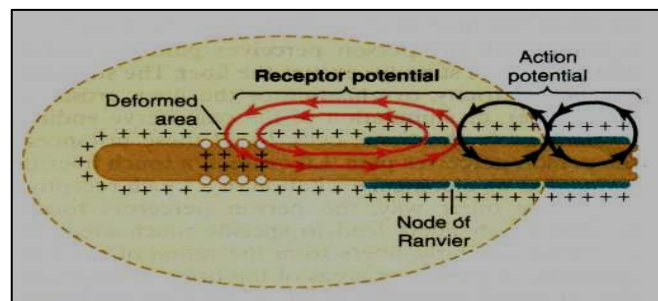 Receptor potential
Action
potential
Deformed
area
Node of
Ranvier